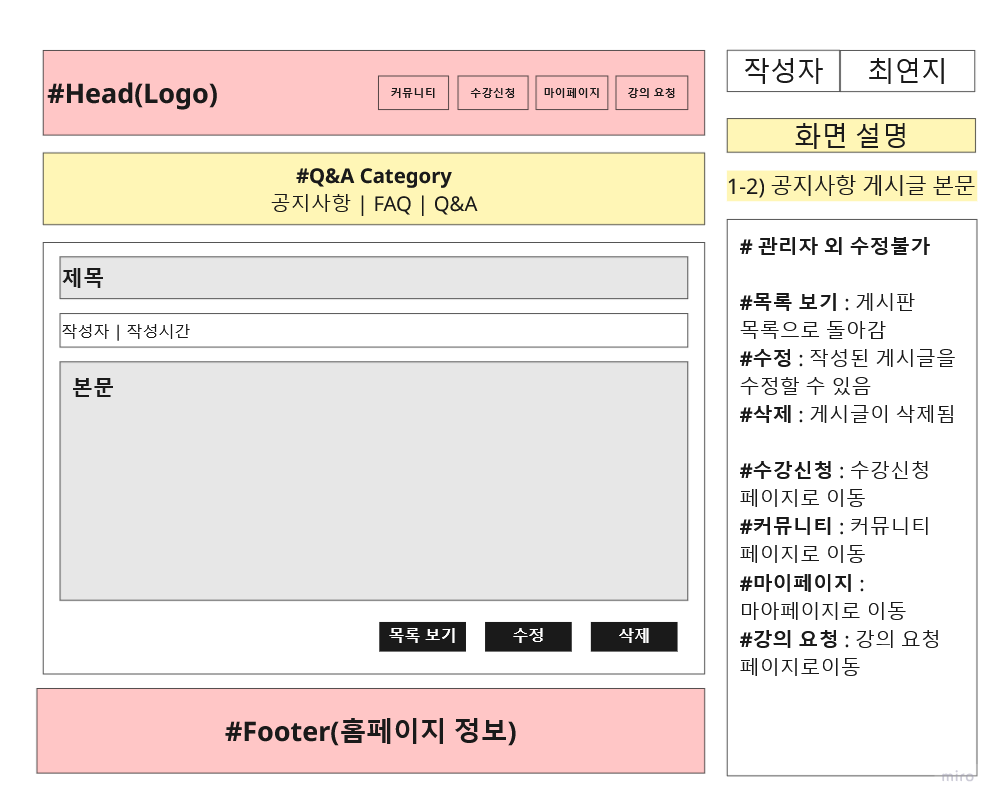 #Head(Logo)
커뮤니티
수강신청
마이페이지
강의 요청
#Q&A Category
공지사항 | FAQ | Q&A
제목
작성자 | 작성시간
본문
목록 보기
수정
삭제
#Footer(홈페이지 정보)
작성자
최연지
화면 설명
1-2) 공지사항 게시글 본문
# 관리자 외 수정불가
#목록 보기 : 게시판
목록으로 돌아감
#수정 : 작성된 게시글을
수정할 수 있음
#삭제 : 게시글이 삭제됨
#수강신청 : 수강신청
페이지로 이동
#커뮤니티 : 커뮤니티
페이지로 이동
#마이페이지 :
마아페이지로 이동
#강의 요청 : 강의 요청
페이지로이동
miro